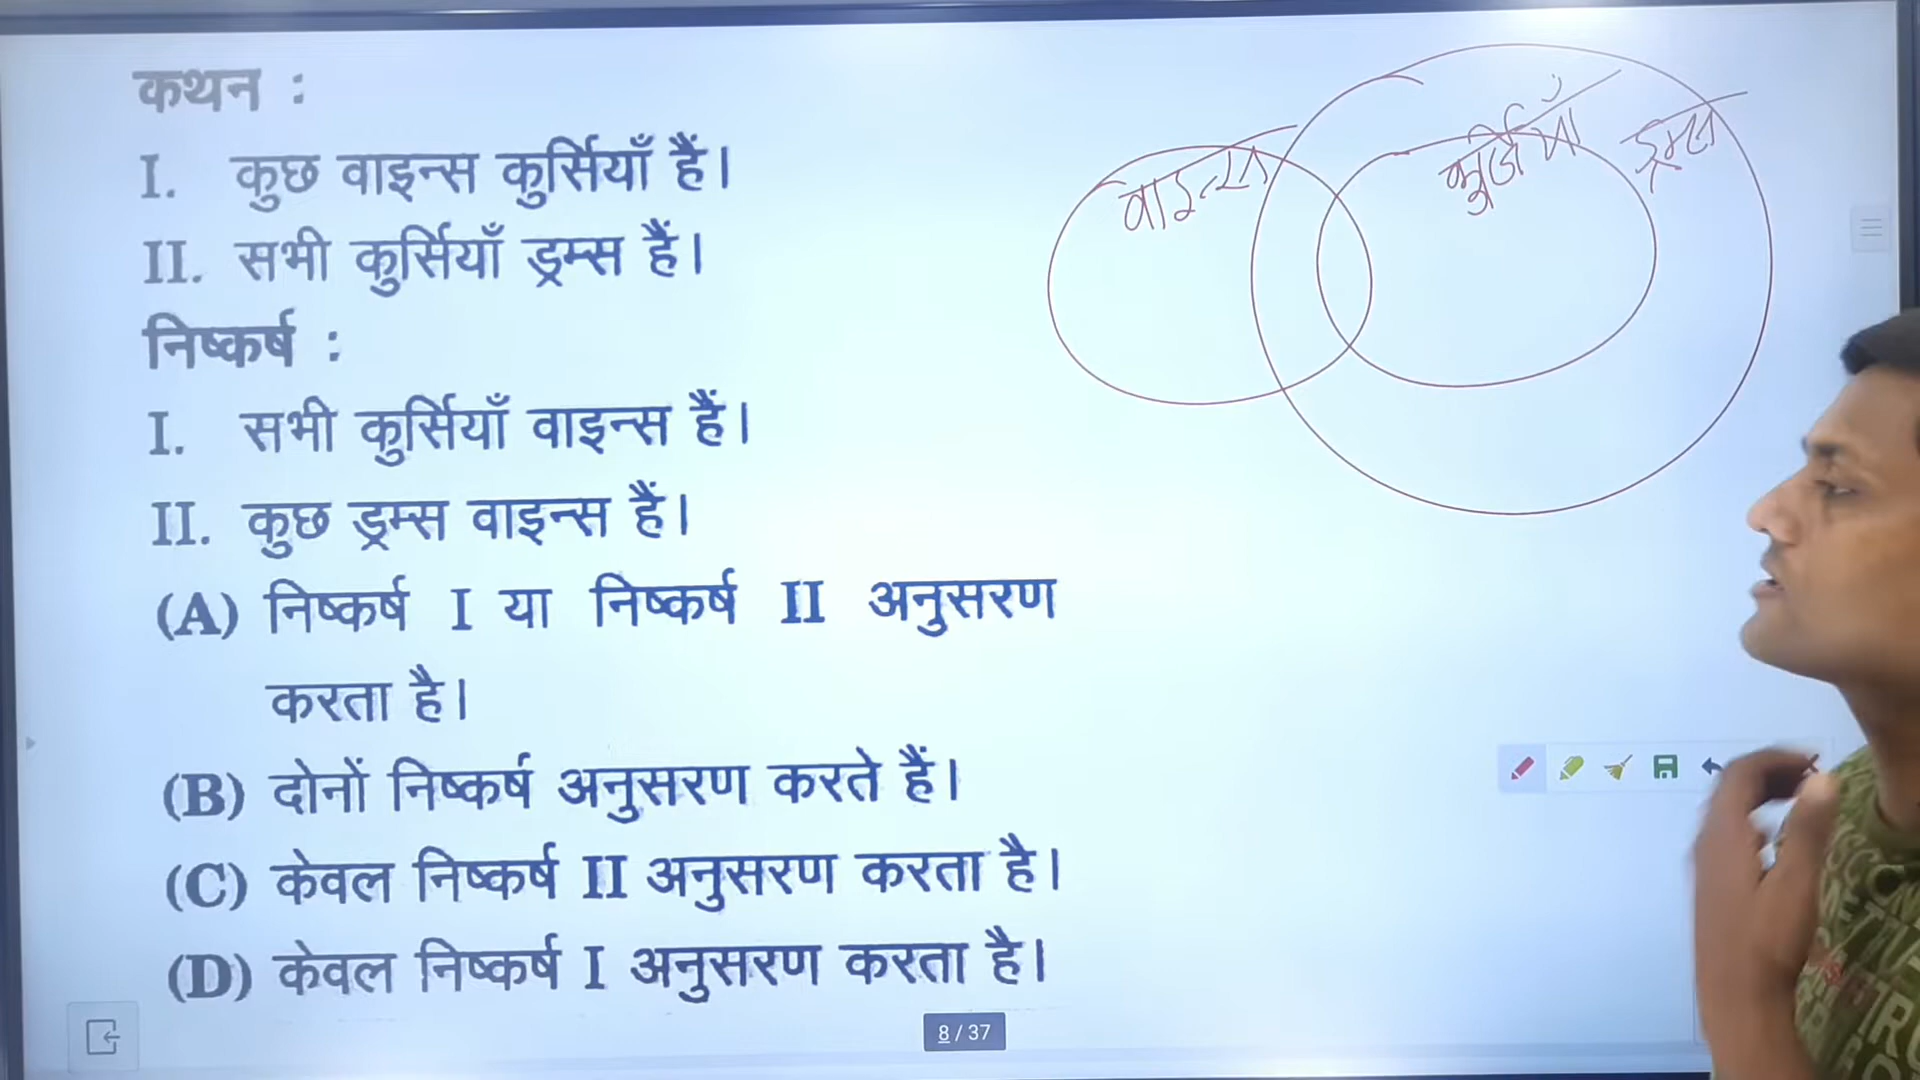 कथन :
I. कुछ वाइन्स कुर्सियाँ हैं।
II. सभी कुर्सियाँ ड्रम्स हैं।
निष्कर्ष :
I. सभी कुर्सियाँ वाइन्स हैं।
II. कुछ ड्रम्स वाइन्स हैं।
(A) निष्कर्ष I या निष्कर्ष II अनुसरण
करता है।
(B) दोनों निष्कर्ष अनुसरण करते हैं।
(C) केवल निष्कर्ष II अनुसरण करता है।
(D) केवल निष्कर्ष I अनुसरण करता है।
वाइन्स
कुर्सियाँ
ड्रम्स
8 / 37